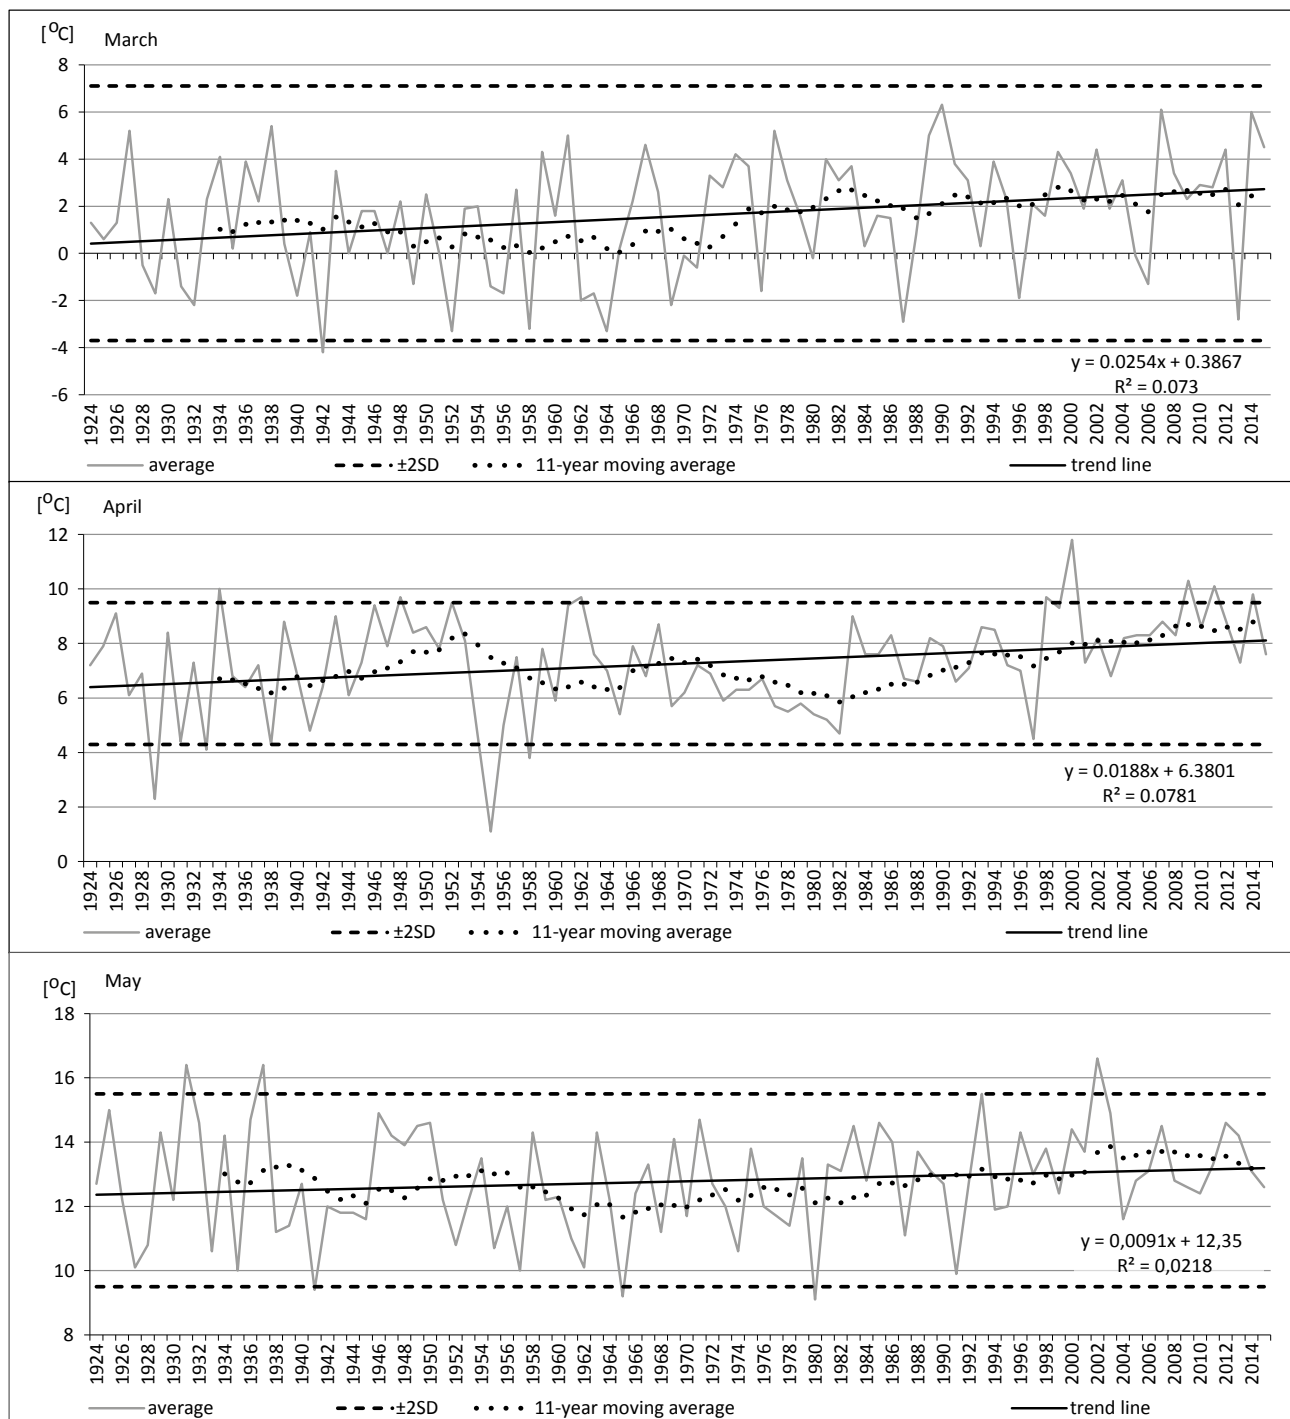 [⁰C] March
8
6
4
2
0
-2
-4
-6
y = 0.0254x + 0.3867
R² = 0.073
1924 1926 1928 1930 1932 1934 1936 1938 1940 1942 1944 1946 1948 1950 1952 1954 1956 1958 1960 1962 1964 1966 1968 1970 1972 1974 1976 1978 1980 1982 1984 1986 1988 1990 1992 1994 1996 1998 2000 2002 2004 2006 2008 2010 2012 2014
average ±2SD 11-year moving average trend line
[⁰C] April
12
10
8
6
4
2
0
y = 0.0188x + 6.3801
R² = 0.0781
1924 1926 1928 1930 1932 1934 1936 1938 1940 1942 1944 1946 1948 1950 1952 1954 1956 1958 1960 1962 1964 1966 1968 1970 1972 1974 1976 1978 1980 1982 1984 1986 1988 1990 1992 1994 1996 1998 2000 2002 2004 2006 2008 2010 2012 2014
average ±2SD 11-year moving average trend line
[⁰C] May
18
16
14
12
10
8
y = 0,0091x + 12,35
R² = 0,0218
1924 1926 1928 1930 1932 1934 1936 1938 1940 1942 1944 1946 1948 1950 1952 1954 1956 1958 1960 1962 1964 1966 1968 1970 1972 1974 1976 1978 1980 1982 1984 1986 1988 1990 1992 1994 1996 1998 2000 2002 2004 2006 2008 2010 2012 2014
average ±2SD 11-year moving average trend line